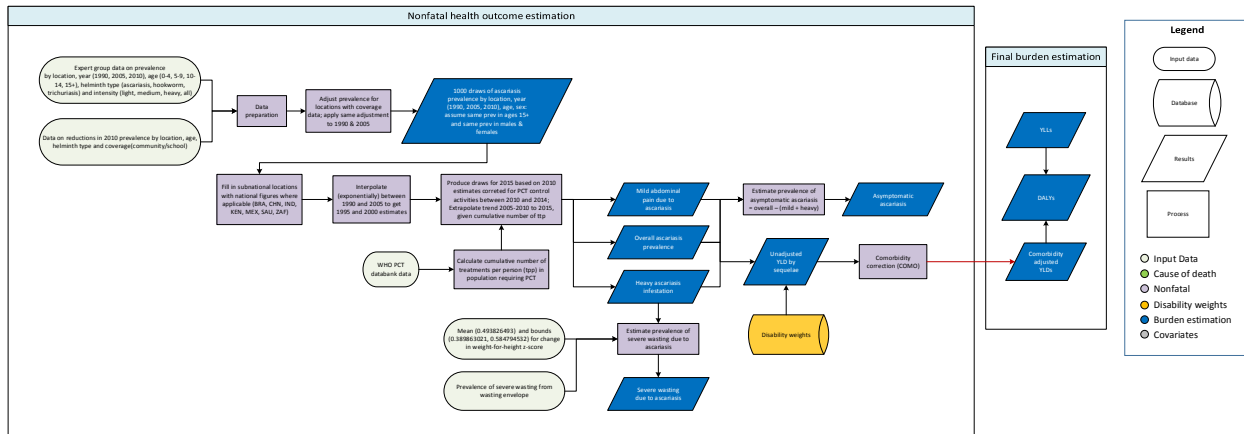 Nonfatal health outcome estimation
Expert group data on prevalence
by location, year (1990, 2005, 2010), age (0-4, 5-9, 10-
14, 15+), helminth type (ascariasis, hookworm,
trichuriasis) and intensity (light, medium, heavy, all)
Data on reductions in 2010 prevalence by location, age,
helminth type and coverage(community/school)
Data
preparation
Adjust prevalence for
locations with coverage
data; apply same adjustment
to 1990 & 2005
1000 draws of ascariasis
prevalence by location, year
(1990, 2005, 2010), age, sex:
assume same prev in ages 15+
and same prev in males &
females
Fill in subnational locations
with national figures where
applicable (BRA, CHN, IND,
KEN, MEX, SAU, ZAF)
Interpolate
(exponentially) between
1990 and 2005 to get
1995 and 2000 estimates
Produce draws for 2015 based on 2010
estimates correted for PCT control
activities between 2010 and 2014;
Extrapolate trend 2005-2010 to 2015,
given cumulative number of ttp
WHO PCT
databank data
Calculate cumulative number of
treatments per person (tpp) in
population requiring PCT
Mild abdominal
pain due to
ascariasis
Overall ascariasis
prevalence
Heavy ascariasis
infestation
Estimate prevalence of
asymptomatic ascariasis
= overall – (mild + heavy)
Asymptomatic
ascariasis
Unadjusted
YLD by
sequelae
Comorbidity
correction (COMO)
Disability weights
Mean (0.493826493) and bounds
(0.389863021, 0.584794532) for change
in weight-for-height z-score
Prevalence of severe wasting from
wasting envelope
Estimate prevalence of
severe wasting due to
ascariasis
Severe wasting
due to ascariasis
Final burden estimation
YLLs
DALYs
Comorbidity
adjusted
YLDs
Legend
Input data
Database
Results
Process
Input Data
Cause of death
Nonfatal
Disability weights
Burden estimation
Covariates